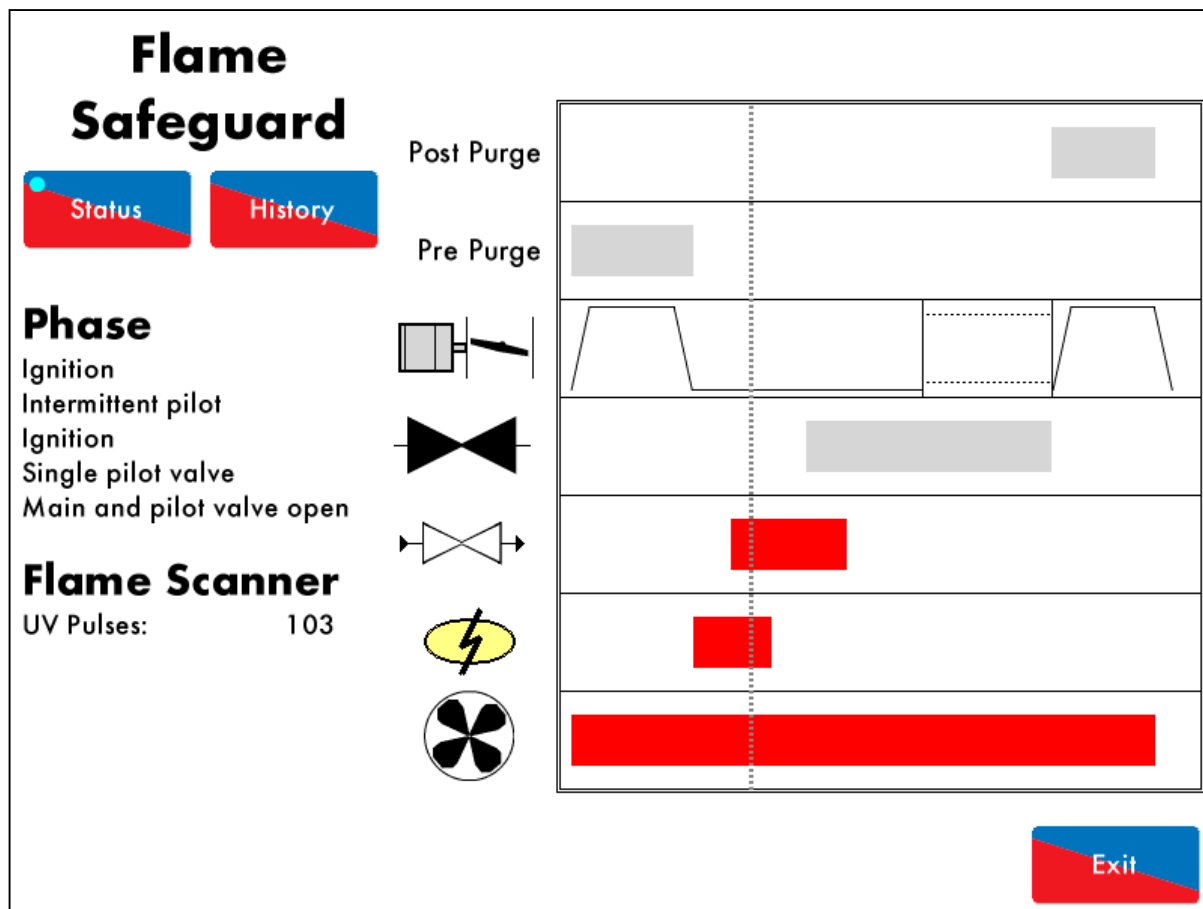 Flame
Safeguard
Status
History
Post Purge
Pre Purge
Phase
Ignition
Intermittent pilot
Ignition
Single pilot valve
Main and pilot valve open
Flame Scanner
UV Pulses: 103
Exit